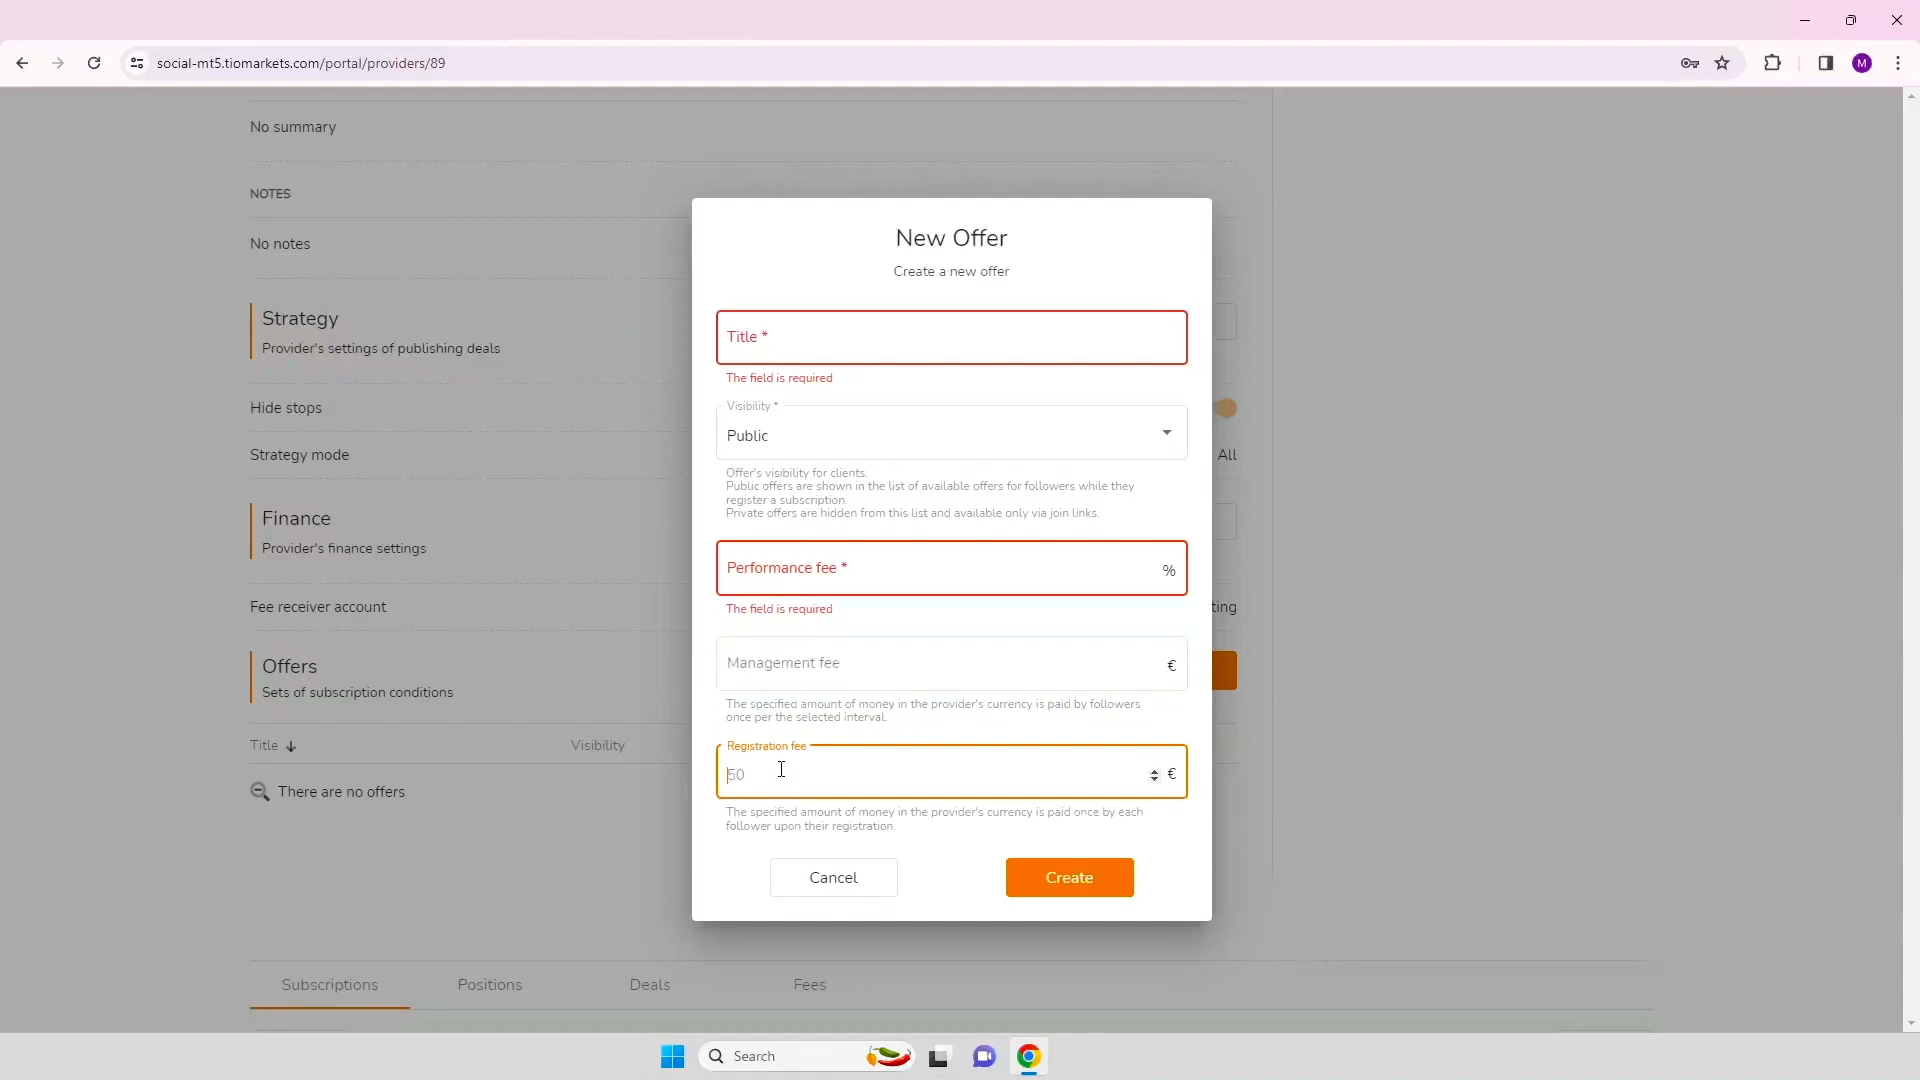 social-mt5.tiomarkets.com/portal/providers/89
M
No summary
NOTES
No notes
Strategy
Provider's settings of publishing deals
Hide stops
Strategy mode
All
Finance
Provider's finance settings
Fee receiver account
ting
Offers
Sets of subscription conditions
Title
Visibility
There are no offers
New Offer
Create a new offer
Title *
The field is required
Visibility *
Public
Offer's visibility for clients.
Public offers are shown in the list of available offers for followers while they
register a subscription.
Private offers are hidden from this list and available only via join links.
Performance fee *
%
The field is required
Management fee
€
The specified amount of money in the provider's currency is paid by followers
once per the selected interval.
Registration fee
50
€
The specified amount of money in the provider's currency is paid once by each
follower upon their registration.
Cancel
Create
Subscriptions
Positions
Deals
Fees
Search